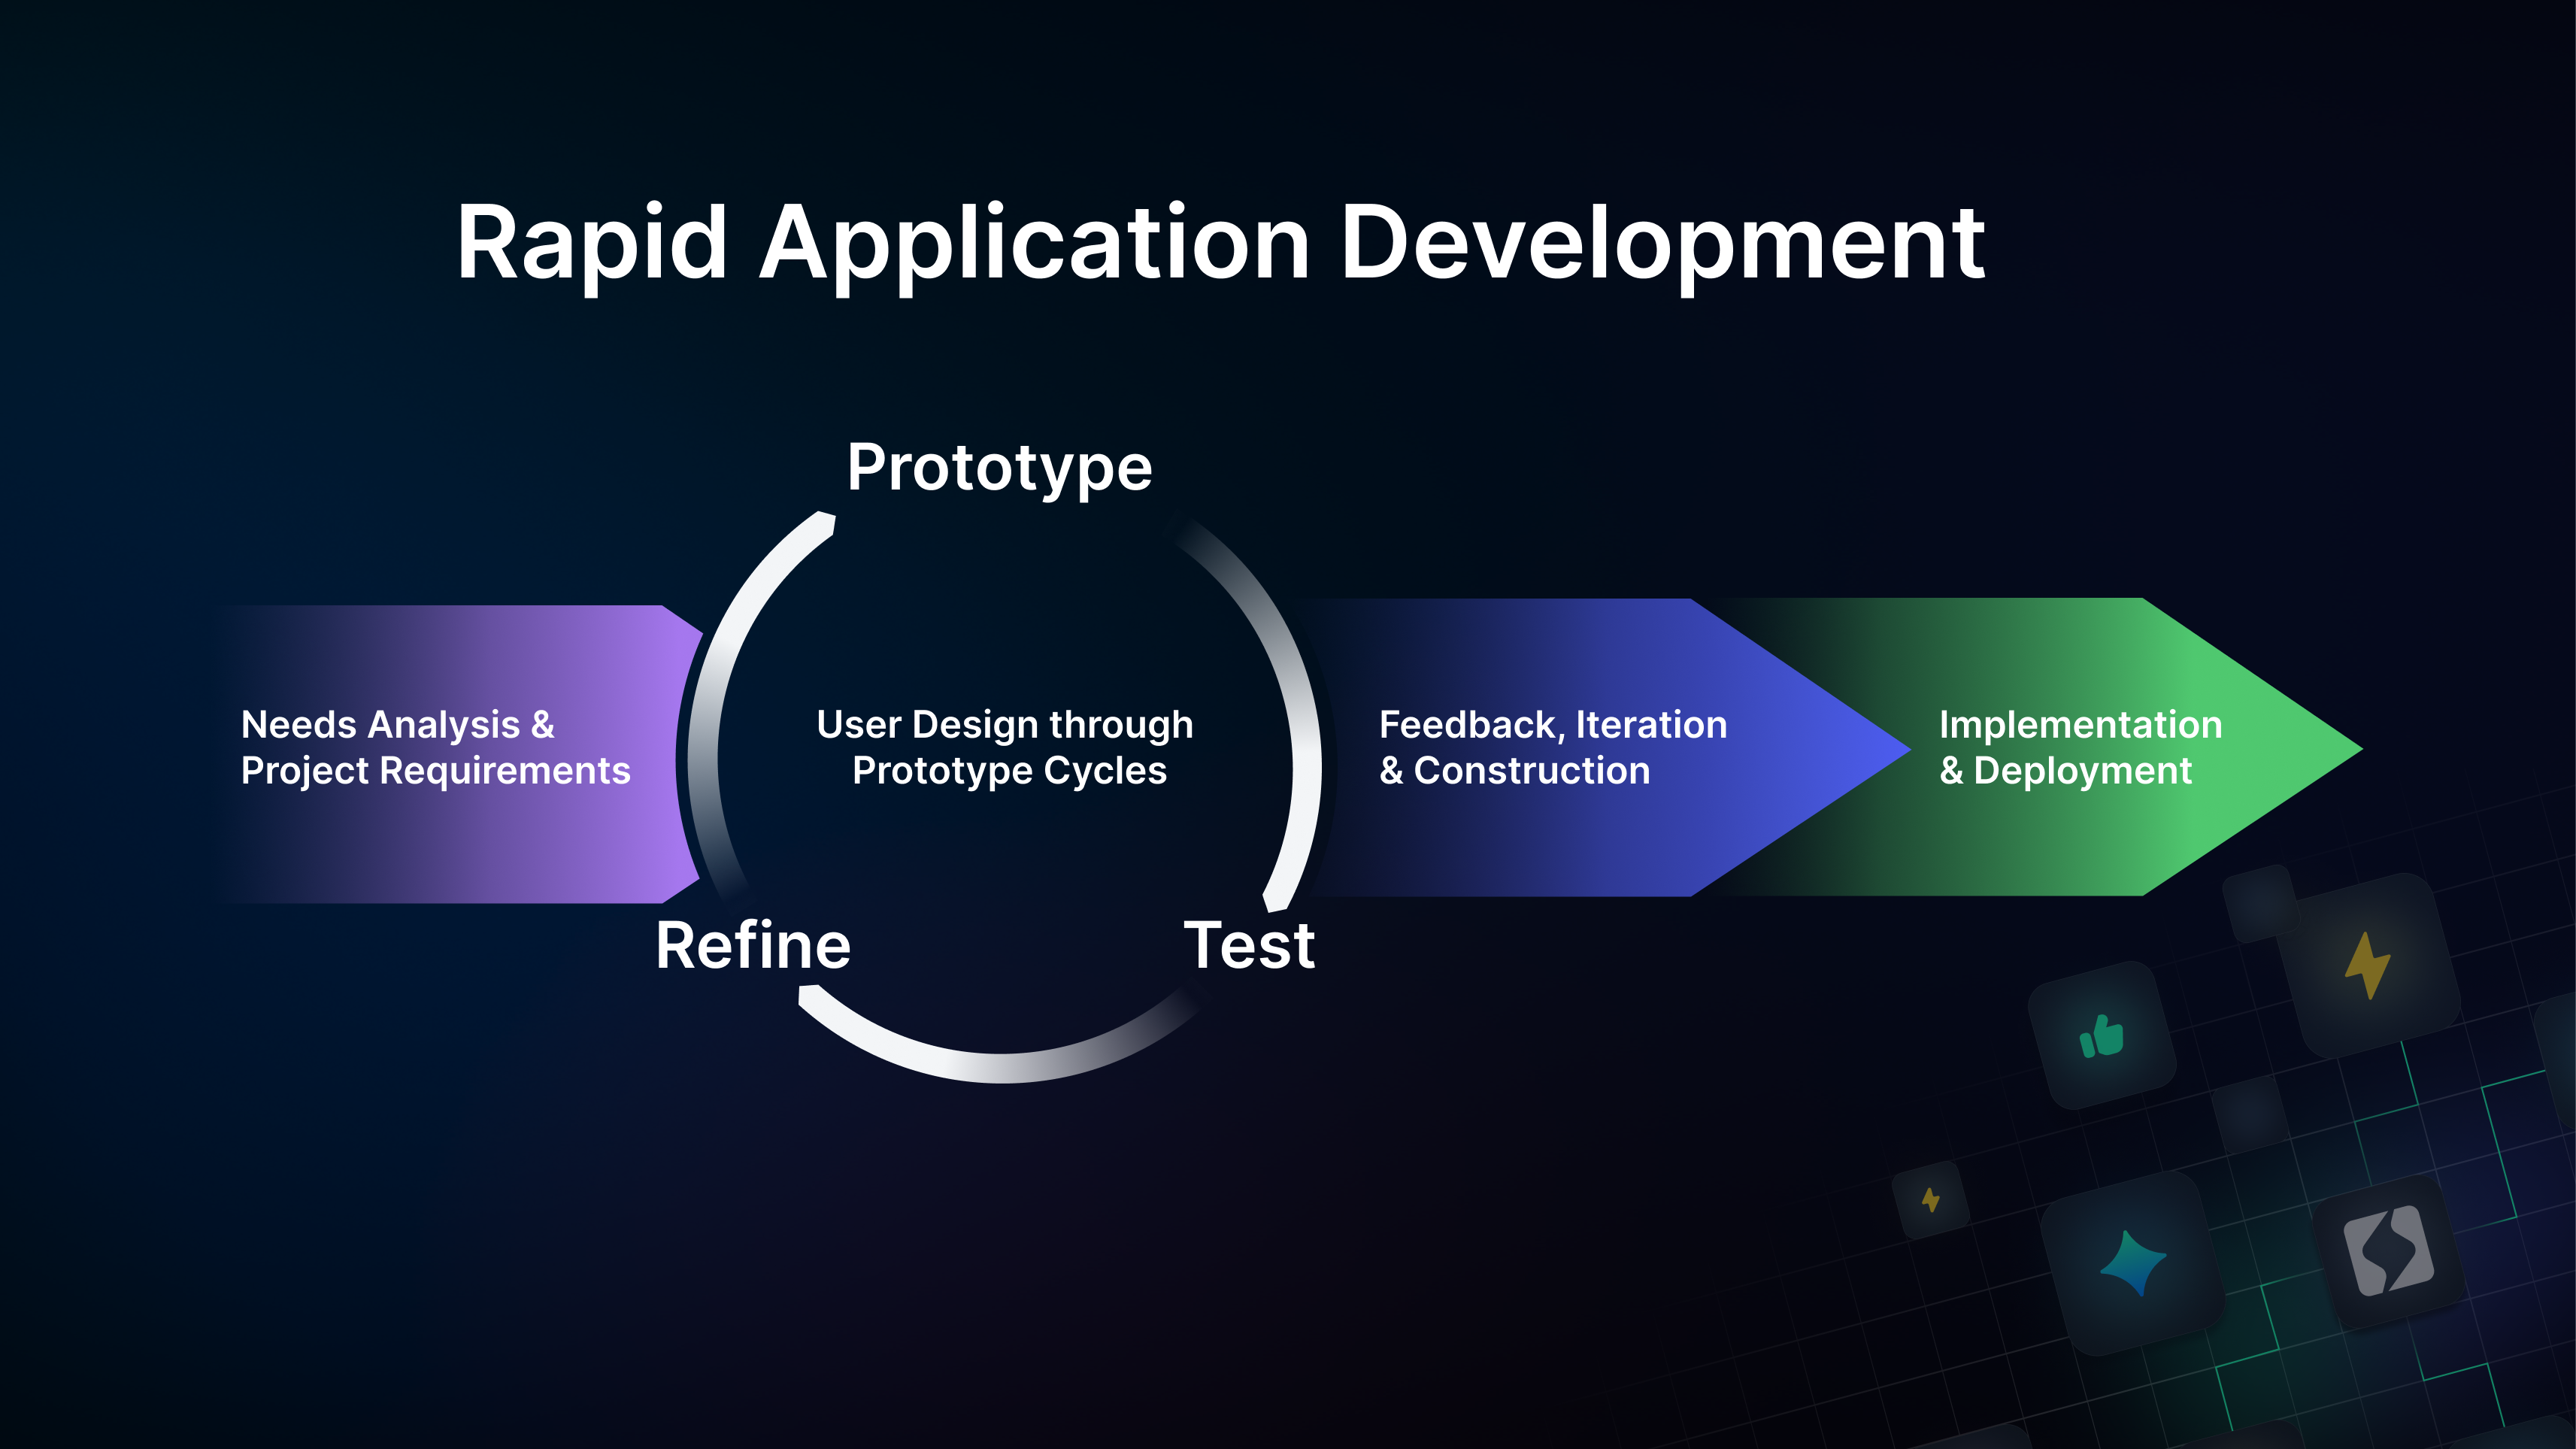 Rapid Application Development
Prototype
Needs Analysis &
Project Requirements
User Design through
Prototype Cycles
Feedback, Iteration
& Construction
Implementation
& Deployment
Refine
Test